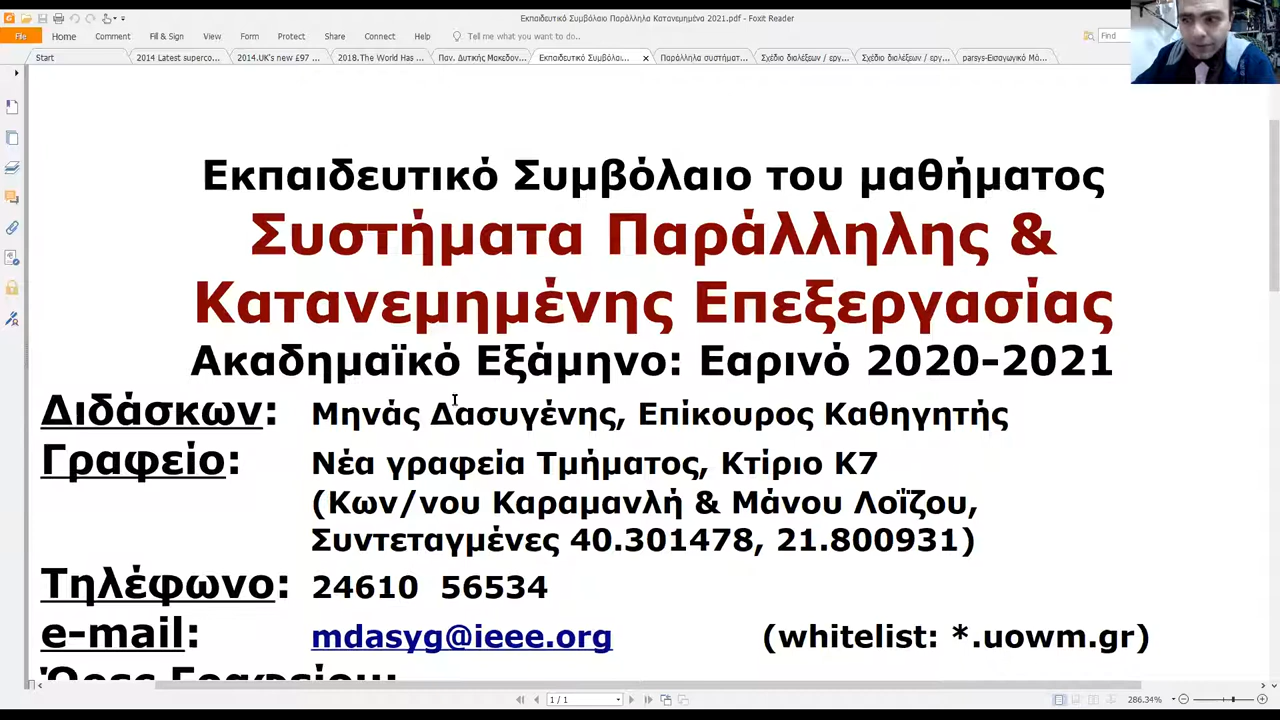 Εκπαιδευτικό Συμβόλαιο Παράλληλα Κατανεμημένα 2021.pdf - Foxit Reader
File Home Comment Fill & Sign View Form Protect Share Connect Help Tell me what you want to do.. Find
Start 2014 Latest superco... 2014.UK's new £97 ... 2018.The World Has ... Παν. Δυτικής Μακεδον... Εκπαιδευτικό Συμβόλαι... Παράλληλα συστήματ... Σχέδιο διαλέξεων / εργ... Σχέδιο διαλέξεων / εργ... parsys-Εισαγωγικό Μά...
Εκπαιδευτικό Συμβόλαιο του μαθήματος
Συστήματα Παράλληλης &
Κατανεμημένης Επεξεργασίας
Ακαδημαϊκό Εξάμηνο: Εαρινό 2020-2021
Διδάσκων: Μηνάς Δασυγένης, Επίκουρος Καθηγητής
Γραφείο: Νέα γραφεία Τμήματος, Κτίριο Κ7
(Κων/νου Καραμανλή & Μάνου Λοΐζου,
Συντεταγμένες 40.301478, 21.800931)
Τηλέφωνο: 24610 56534
e-mail: mdasyg@ieee.org (whitelist: *.uowm.gr)
Ώρες Γραφείου:
1 / 1 286.34%